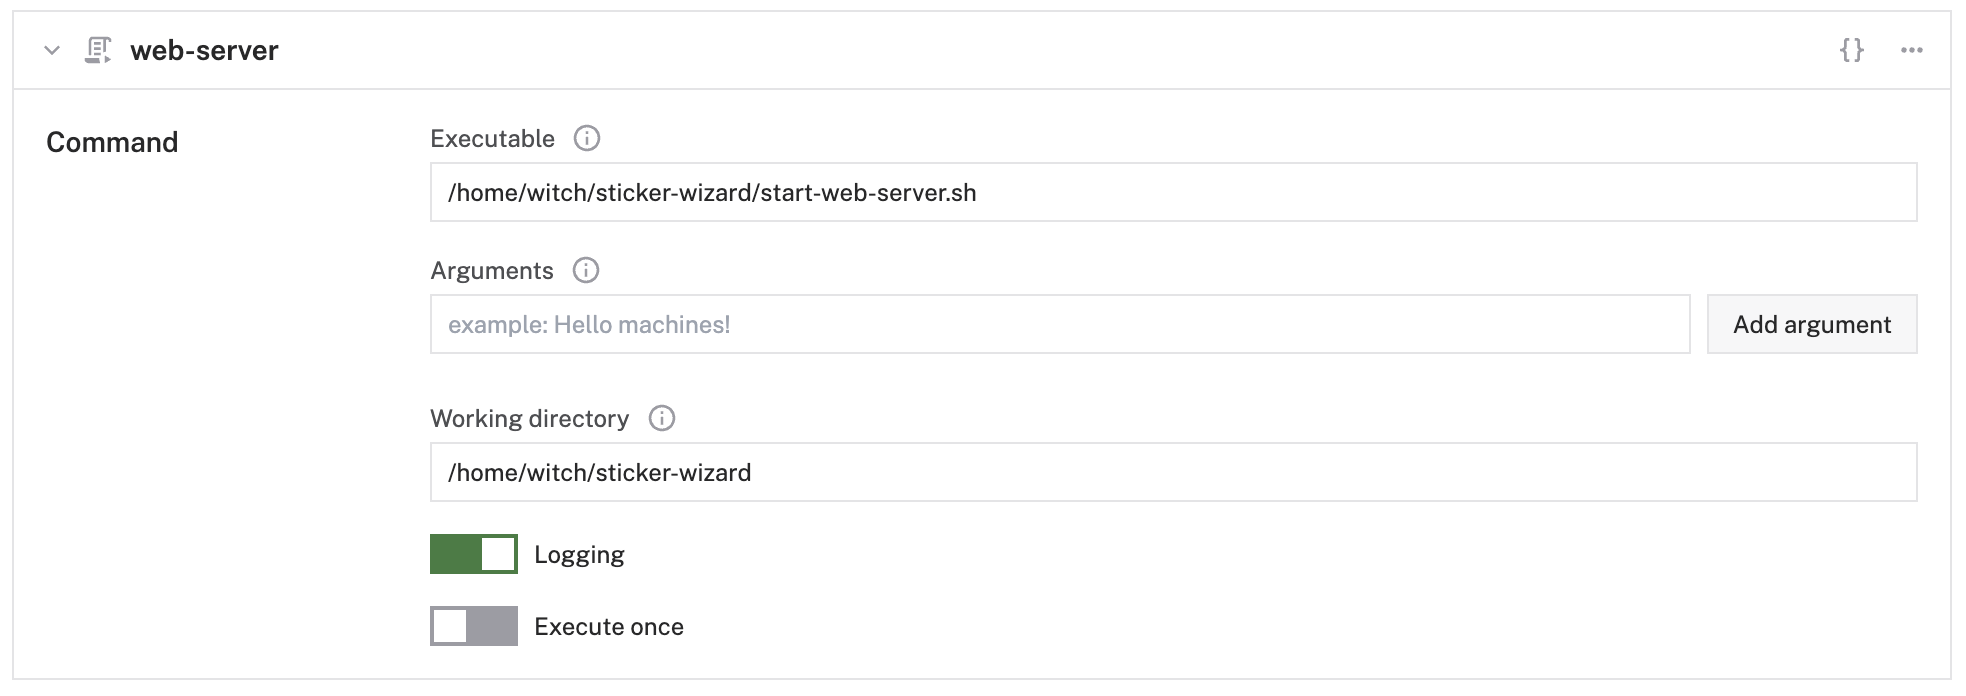 web-server
{}
Command
Executable
/home/witch/sticker-wizard/start-web-server.sh
Arguments
example: Hello machines!
Add argument
Working directory
/home/witch/sticker-wizard
Logging
Execute once